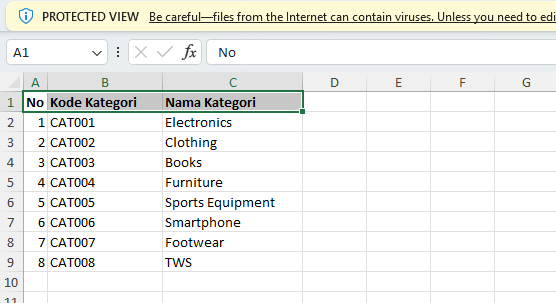 PROTECTED VIEW Be careful—files from the Internet can contain viruses. Unless you need to edi
A1 fx No
A B C D E F G
1 No Kode Kategori Nama Kategori
2 1 CAT001 Electronics
3 2 CAT002 Clothing
4 3 CAT003 Books
5 4 CAT004 Furniture
6 5 CAT005 Sports Equipment
7 6 CAT006 Smartphone
8 7 CAT007 Footwear
9 8 CAT008 TWS
10
11